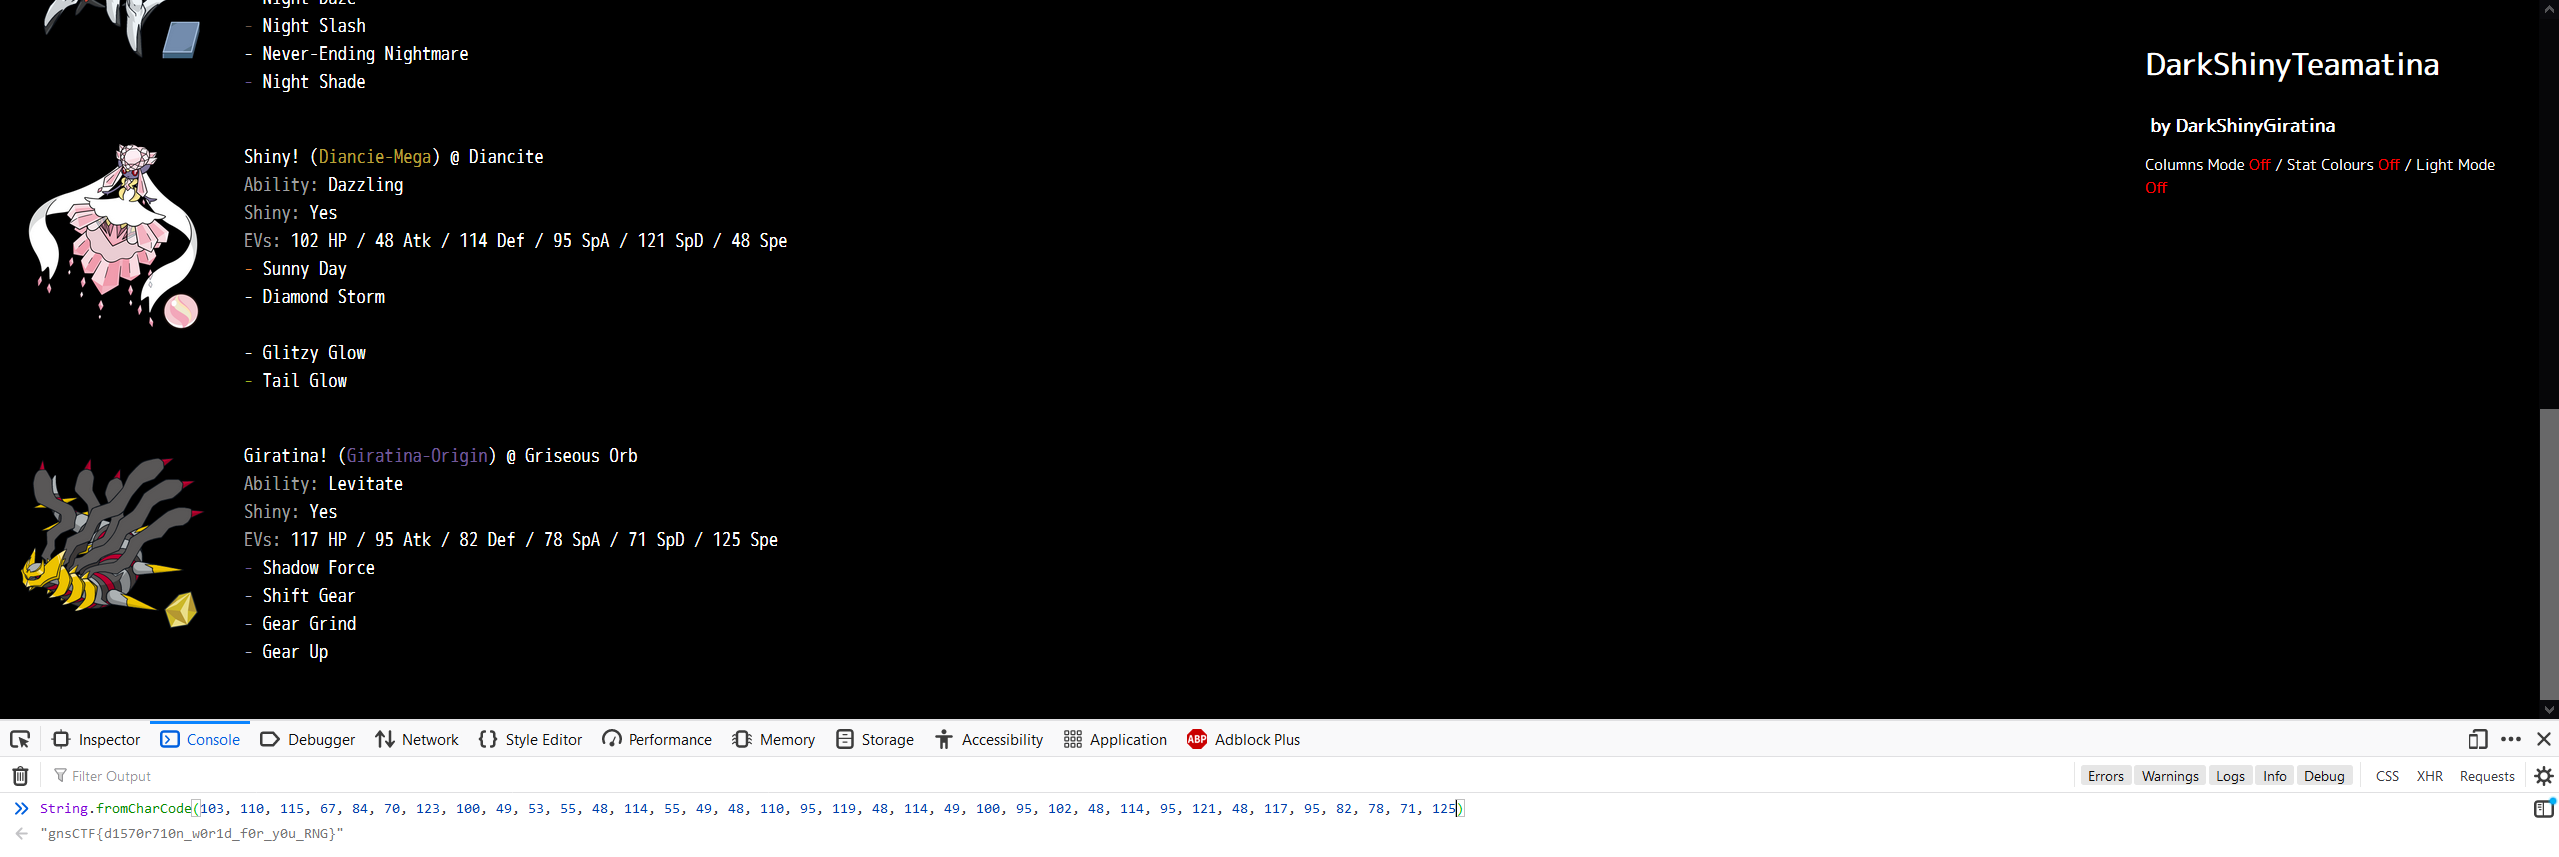 Night Daze
- Night Slash
- Never-Ending Nightmare
- Night Shade
Shiny! (Diancie-Mega) @ Diancite
Ability: Dazzling
Shiny: Yes
EVs: 102 HP / 48 Atk / 114 Def / 95 SpA / 121 SpD / 48 Spe
- Sunny Day
- Diamond Storm
- Glitzy Glow
- Tail Glow
Giratina! (Giratina-Origin) @ Griseous Orb
Ability: Levitate
Shiny: Yes
EVs: 117 HP / 95 Atk / 82 Def / 78 SpA / 71 SpD / 125 Spe
- Shadow Force
- Shift Gear
- Gear Grind
- Gear Up
DarkShinyTeamatina
by DarkShinyGiratina
Columns Mode Off / Stat Colours Off / Light Mode
Off
Inspector Console Debugger Network Style Editor Performance Memory Storage Accessibility Application ABP Adblock Plus
Filter Output Errors Warnings Logs Info Debug CSS XHR Requests
String.fromCharCode(103, 110, 115, 67, 84, 70, 123, 100, 49, 53, 55, 48, 114, 55, 49, 48, 110, 95, 119, 48, 114, 49, 100, 95, 102, 48, 114, 95, 121, 48, 117, 95, 82, 78, 71, 125)
"gnsCTF{d1570r710n_w0r1d_f0r_y0u_RNG}"